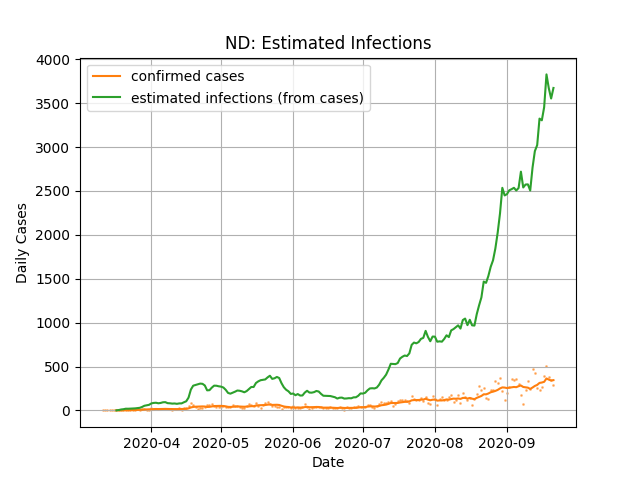 ND: Estimated Infections
confirmed cases
estimated infections (from cases)
4000
3500
3000
2500
2000
1500
1000
500
0
Daily Cases
2020-04 2020-05 2020-06 2020-07 2020-08 2020-09
Date